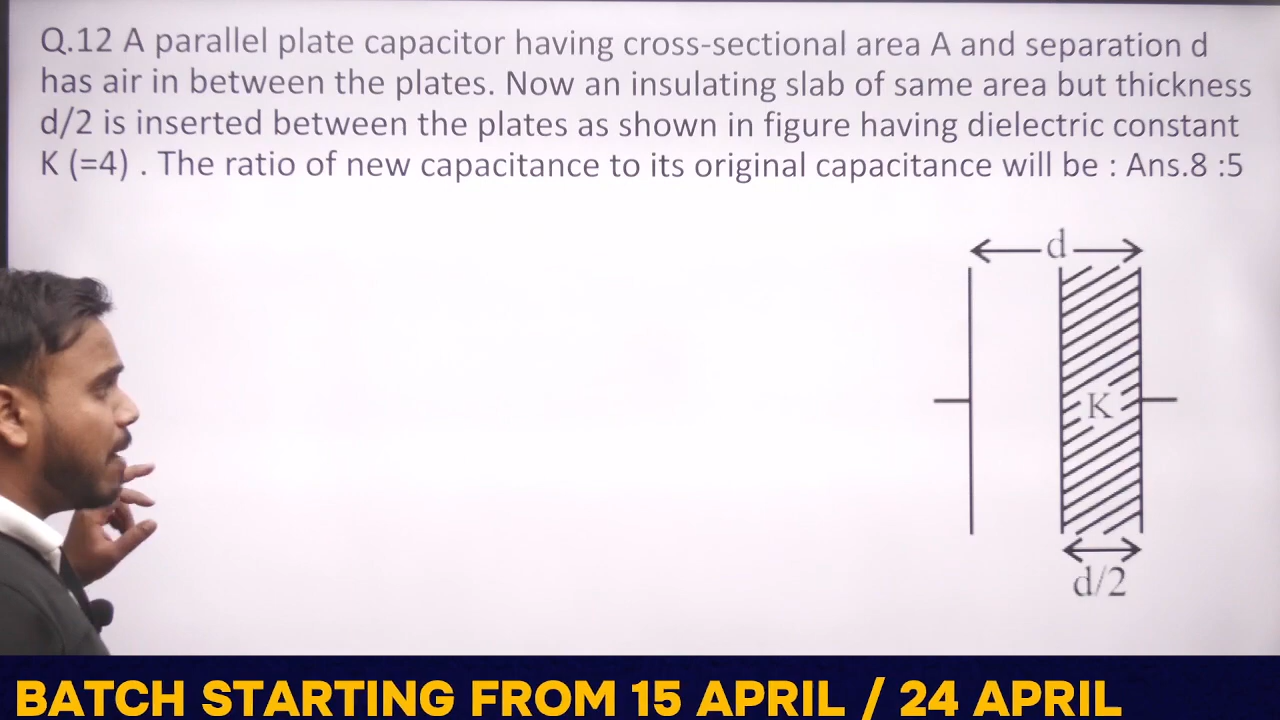 Q.12 A parallel plate capacitor having cross-sectional area A and separation d
has air in between the plates. Now an insulating slab of same area but thickness
d/2 is inserted between the plates as shown in figure having dielectric constant
K (=4) . The ratio of new capacitance to its original capacitance will be : Ans.8 :5
d
K
d/2
BATCH STARTING FROM 15 APRIL / 24 APRIL